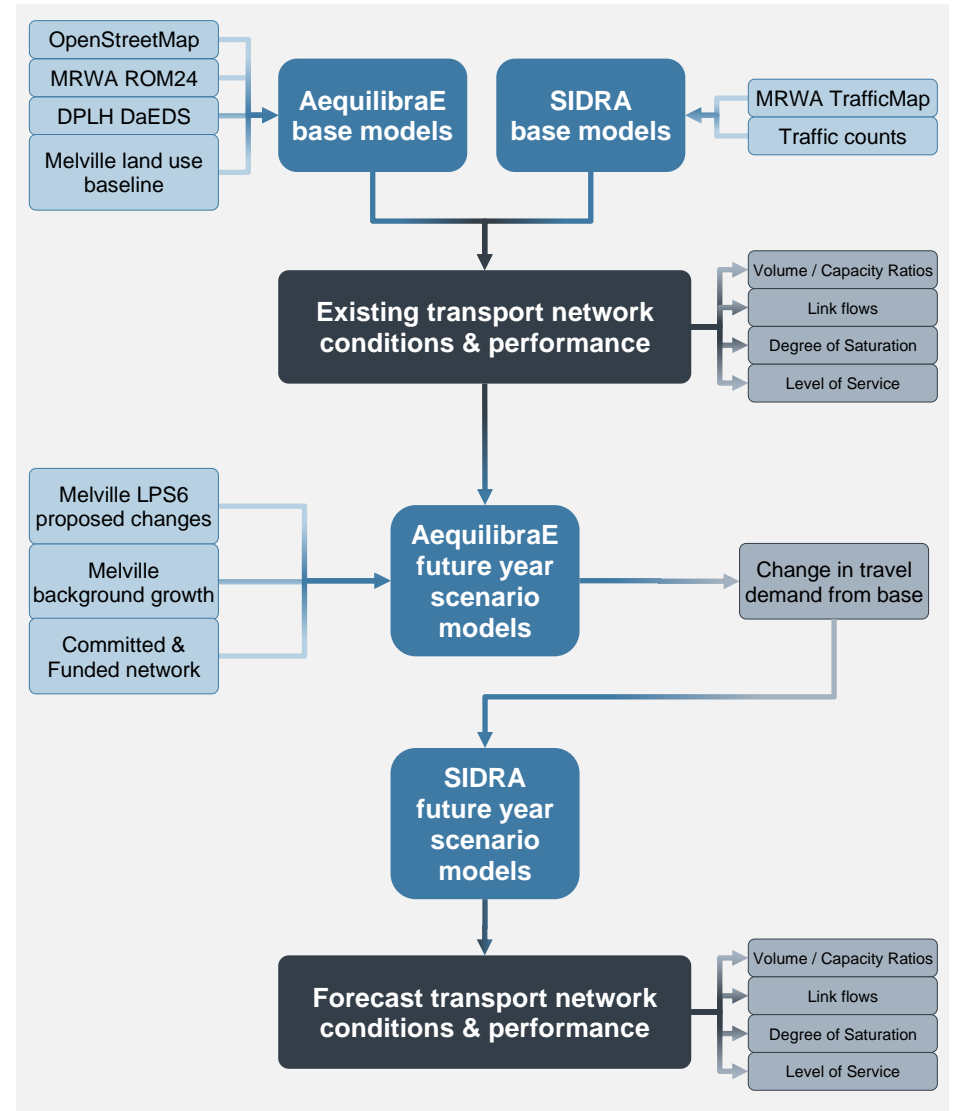 OpenStreetMap
MRWA ROM24
DPLH DaEDS
Melville land use
baseline
AequilibraE
base models
SIDRA
base models
MRWA TrafficMap
Traffic counts
Existing transport network
conditions & performance
Volume / Capacity Ratios
Link flows
Degree of Saturation
Level of Service
Melville LPS6
proposed changes
Melville
background growth
Committed &
Funded network
AequilibraE
future year
scenario
models
Change in travel
demand from base
SIDRA
future year
scenario
models
Forecast transport network
conditions & performance
Volume / Capacity Ratios
Link flows
Degree of Saturation
Level of Service